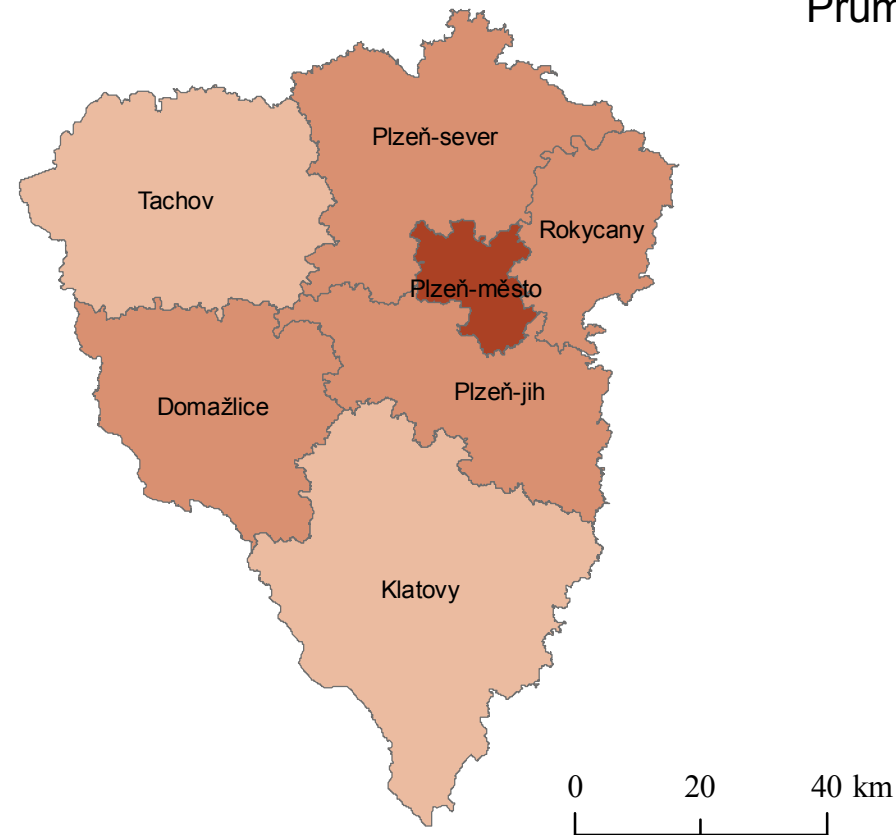 Prům
Plzeň-sever
Tachov
Rokycany
Plzeň-město
Plzeň-jih
Domažlice
Klatovy
0 20 40 km